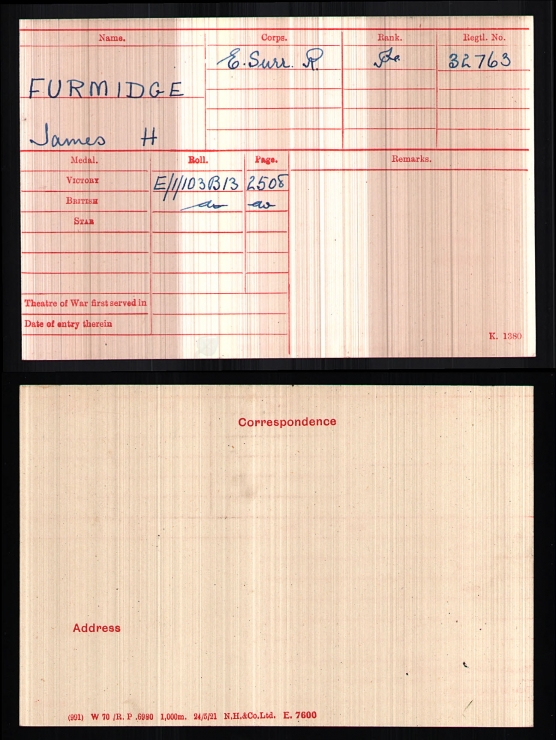 Name. Corps. Rank. Regtl. No.
E. Surr. R. Pte 32763
FURMIDGE
James H
Medal. Roll. Page. Remarks.
VICTORY E/1/103B13 2508
BRITISH do do
STAR
Theatre of War first served in
Date of entry therein
K. 1380
Correspondence
Address
(991) W 70 /R. P .6980 1,000m. 24/5/21 N.H.&Co.Ltd. E. 7600